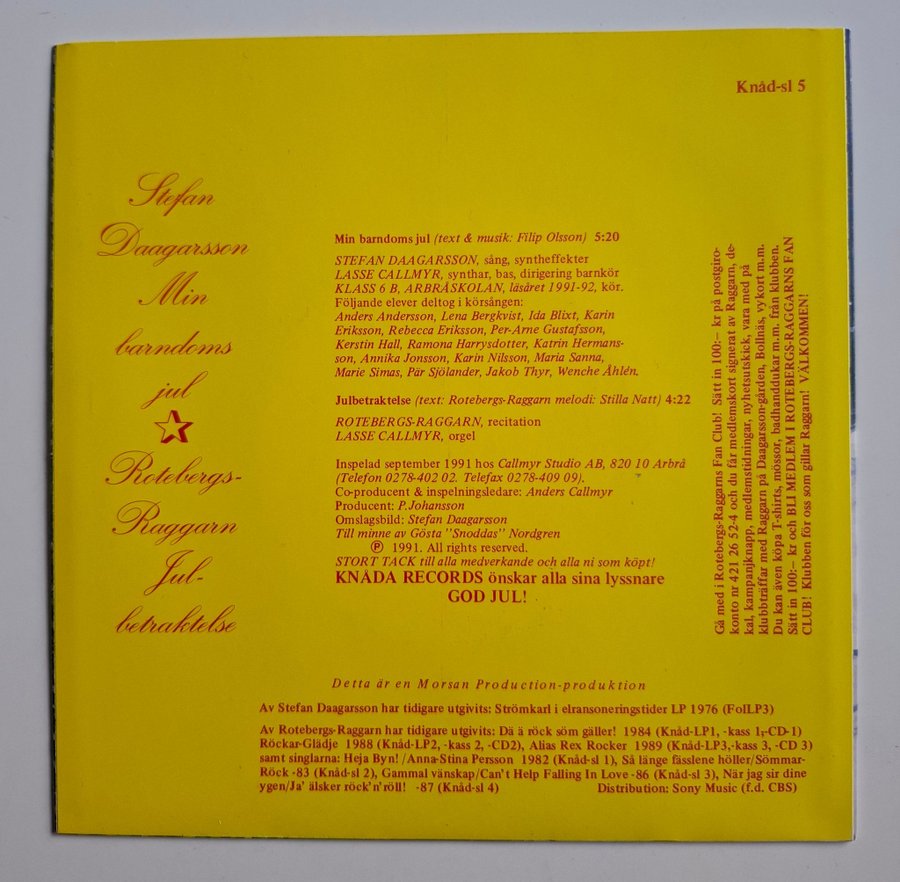 Knåd-sl 5
Stefan
Daagarsson
Min
barndoms
jul
Rotebergs-
Raggarn
Jul-
betraktelse
Min barndoms jul (text & musik: Filip Olsson) 5:20
STEFAN DAAGARSSON, sång, syntheffekter
LASSE CALLMYR, synthar, bas, dirigering barnkör
KLASS 6 B, ARBRÅSKOLAN, läsåret 1991-92, kör.
Följande elever deltog i körsången:
Anders Andersson, Lena Bergkvist, Ida Blixt, Karin
Eriksson, Rebecca Eriksson, Per-Arne Gustafsson,
Kerstin Hall, Ramona Harrysdotter, Katrin Hermans-
son, Annika Jonsson, Karin Nilsson, Maria Sanna,
Marie Simas, Pär Sjölander, Jakob Thyr, Wenche Åhlén.
Julbetraktelse (text: Rotebergs-Raggarn melodi: Stilla Natt) 4:22
ROTEBERGS-RAGGARN, recitation
LASSE CALLMYR, orgel
Inspelad september 1991 hos Callmyr Studio AB, 820 10 Arbrå
(Telefon 0278-402 02. Telefax 0278-409 09).
Co-producent & inspelningsledare: Anders Callmyr
Producent: P.Johansson
Omslagsbild: Stefan Daagarsson
Till minne av Gösta "Snoddas" Nordgren
℗ 1991. All rights reserved.
STORT TACK till alla medverkande och alla ni som köpt!
KNÅDA RECORDS önskar alla sina lyssnare
GOD JUL!
Gå med i Rotebergs-Raggarns Fan Club! Sätt in 100:– kr på postgiro-
konto nr 421 26 52-4 och du får medlemskort signerat av Raggarn, de-
kal, kampanjknapp, medlemstidningar, nyhetsutskick, vara med på
klubbträffar med Raggarn på Daagarsson-gården, Bollnäs, vykort m.m.
Du kan även köpa T-shirts, mössor, badhanddukar m.m. från klubben.
Sätt in 100:– kr och BLI MEDLEM I ROTEBERGS-RAGGARNS FAN
CLUB! Klubben för oss som gillar Raggarn! VÄLKOMMEN!
Detta är en Morsan Production-produktion
Av Stefan Daagarsson har tidigare utgivits: Strömkarl i elransoneringstider LP 1976 (FolLP3)
Av Rotebergs-Raggarn har tidigare utgivits: Dä ä röck söm gäller! 1984 (Knåd-LP1, -kass 1,-CD-1)
Röckar-Glädje 1988 (Knåd-LP2, -kass 2, -CD2), Alias Rex Rocker 1989 (Knåd-LP3,-kass 3, -CD 3)
samt singlarna: Heja Byn! /Anna-Stina Persson 1982 (Knåd-sl 1), Så länge fässlene höller/Sömmar-
Röck -83 (Knåd-sl 2), Gammal vänskap/Can't Help Falling In Love -86 (Knåd-sl 3), När jag sir dine
ygen/Ja' älsker röck'n'röll! -87 (Knåd-sl 4) Distribution: Sony Music (f.d. CBS)